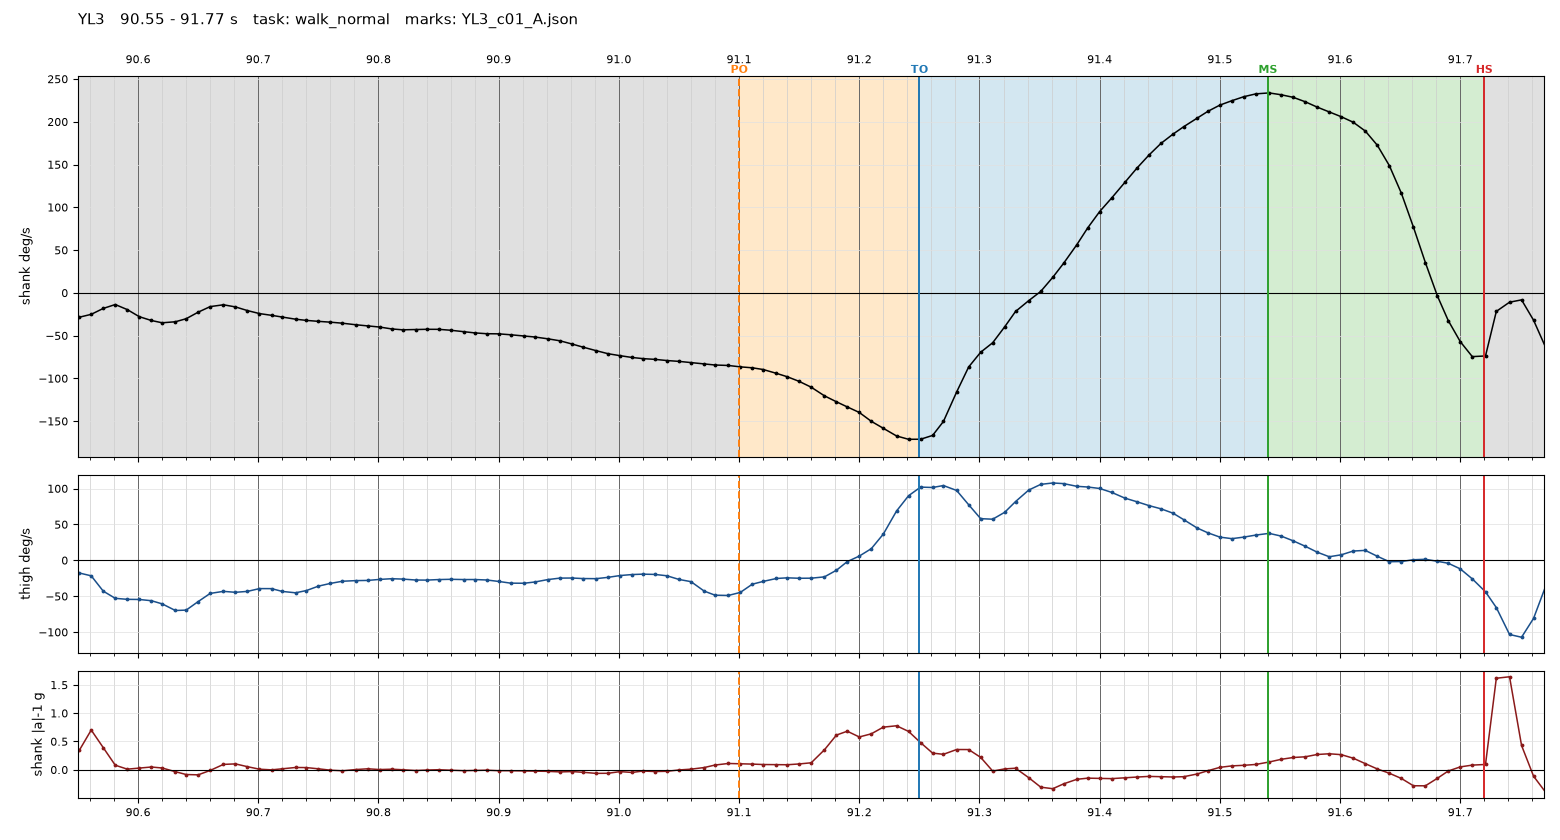 YL3 90.55 - 91.77 s task: walk_normal marks: YL3_c01_A.json
90.6 90.7 90.8 90.9 91.0 91.1 91.2 91.3 91.4 91.5 91.6 91.7
PO TO MS HS
250
200
150
100
50
0
−50
−100
−150
shank deg/s
100
50
0
−50
−100
thigh deg/s
1.5
1.0
0.5
0.0
shank |a|-1 g
90.6 90.7 90.8 90.9 91.0 91.1 91.2 91.3 91.4 91.5 91.6 91.7